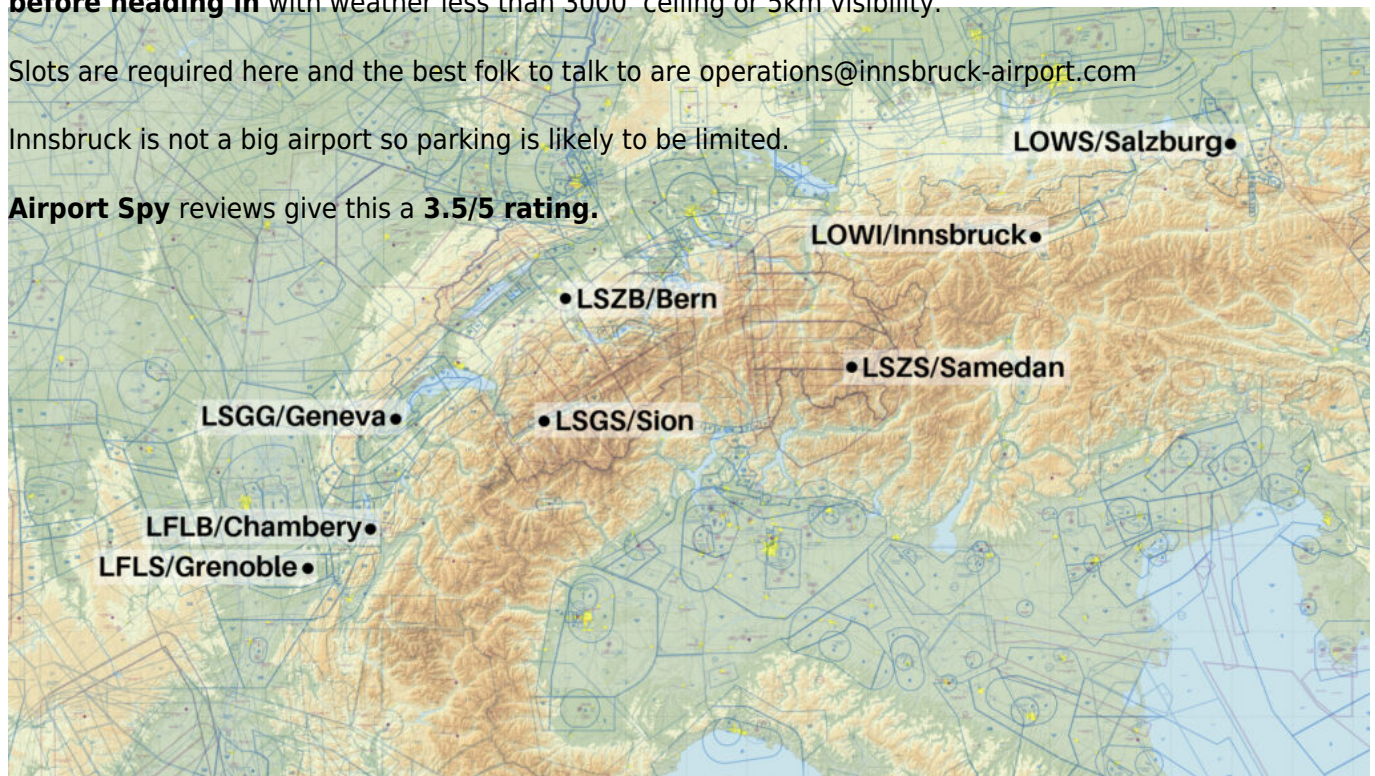 before heading in with weather less than 3000' ceiling or 5km visibility.
Slots are required here and the best folk to talk to are operations@innsbruck-airport.com
Innsbruck is not a big airport so parking is likely to be limited.
LOWS/Salzburg
Airport Spy reviews give this a 3.5/5 rating.
LOWI/Innsbruck
LSZB/Bern
LSZS/Samedan
LSGG/Geneva
LSGS/Sion
LFLB/Chambery
LFLS/Grenoble